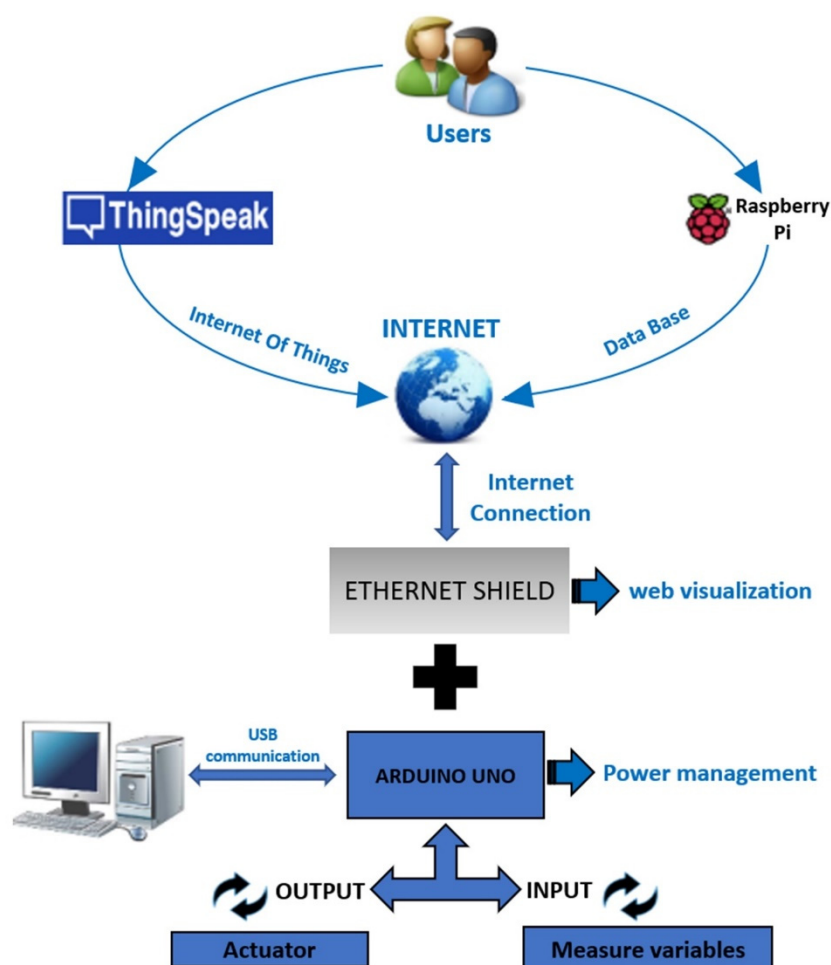 Users
ThingSpeak
Raspberry
Pi
Internet Of Things
INTERNET
Data Base
Internet
Connection
ETHERNET SHIELD
web visualization
USB
communication
ARDUINO UNO
Power management
OUTPUT
INPUT
Actuator
Measure variables